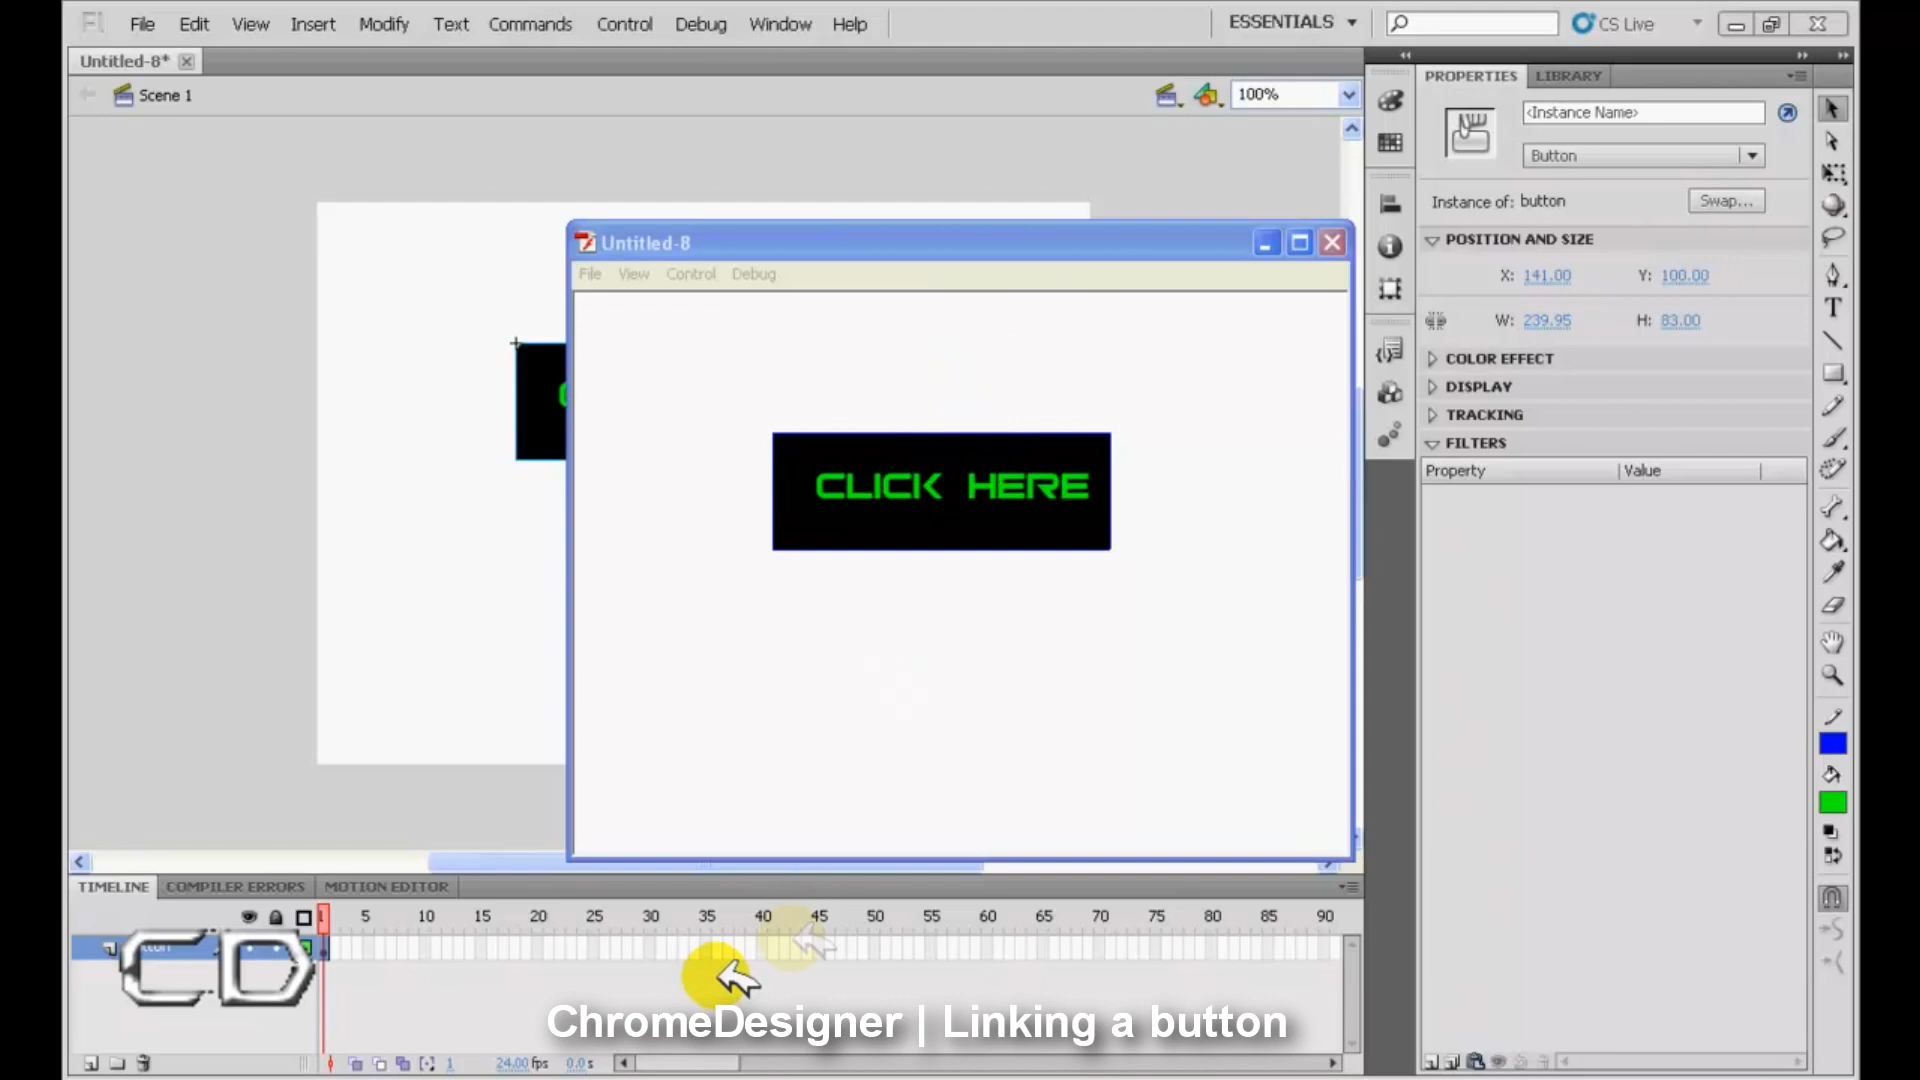 Fl File Edit View Insert Modify Text Commands Control Debug Window Help
ESSENTIALS
CS Live
Untitled-8*
Scene 1
100%
PROPERTIES LIBRARY
<Instance Name>
Button
Instance of: button
Swap...
POSITION AND SIZE
X: 141.00 Y: 100.00
W: 239.95 H: 83.00
COLOR EFFECT
DISPLAY
TRACKING
FILTERS
Property Value
Untitled-8
File View Control Debug
CLICK HERE
TIMELINE COMPILER ERRORS MOTION EDITOR
1 5 10 15 20 25 30 35 40 45 50 55 60 65 70 75 80 85 90
CD
ChromeDesigner | Linking a button
1 24.00 fps 0.0 s